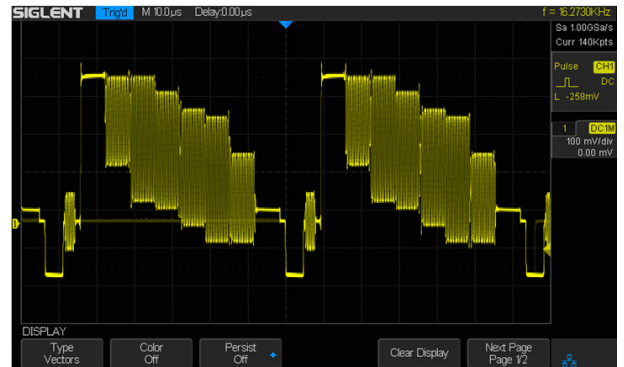 SIGLENT Trig'd M 10.0µs Delay:0.00µs f = 16.2730KHz
Sa 1.00GSa/s
Curr 140Kpts
Pulse CH1
DC
L -258mV
1 DC1M
100 mV/div
0.00 mV
DISPLAY
Type Color Persist Clear Display Next Page
Vectors Off Off Page 1/2